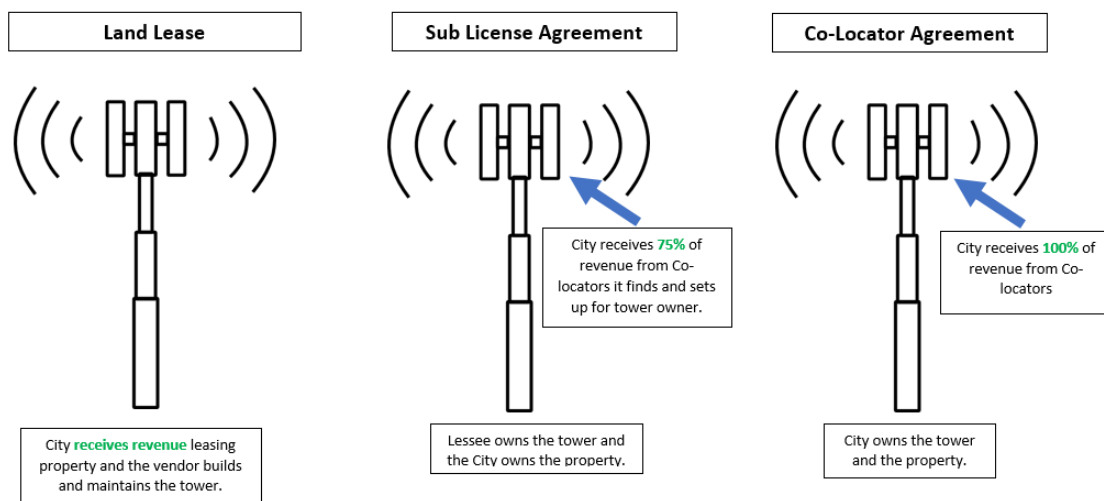 Land Lease
Sub License Agreement
Co-Locator Agreement
City receives 75% of
revenue from Co-
locators it finds and sets
up for tower owner.
City receives 100% of
revenue from Co-
locators
City receives revenue leasing
property and the vendor builds
and maintains the tower.
Lessee owns the tower and
the City owns the property.
City owns the tower
and the property.